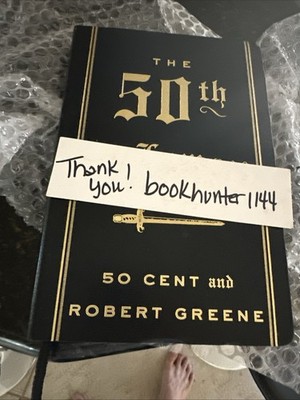 THE
50th
Thank
you! bookhunter1144
50 CENT and
ROBERT GREENE